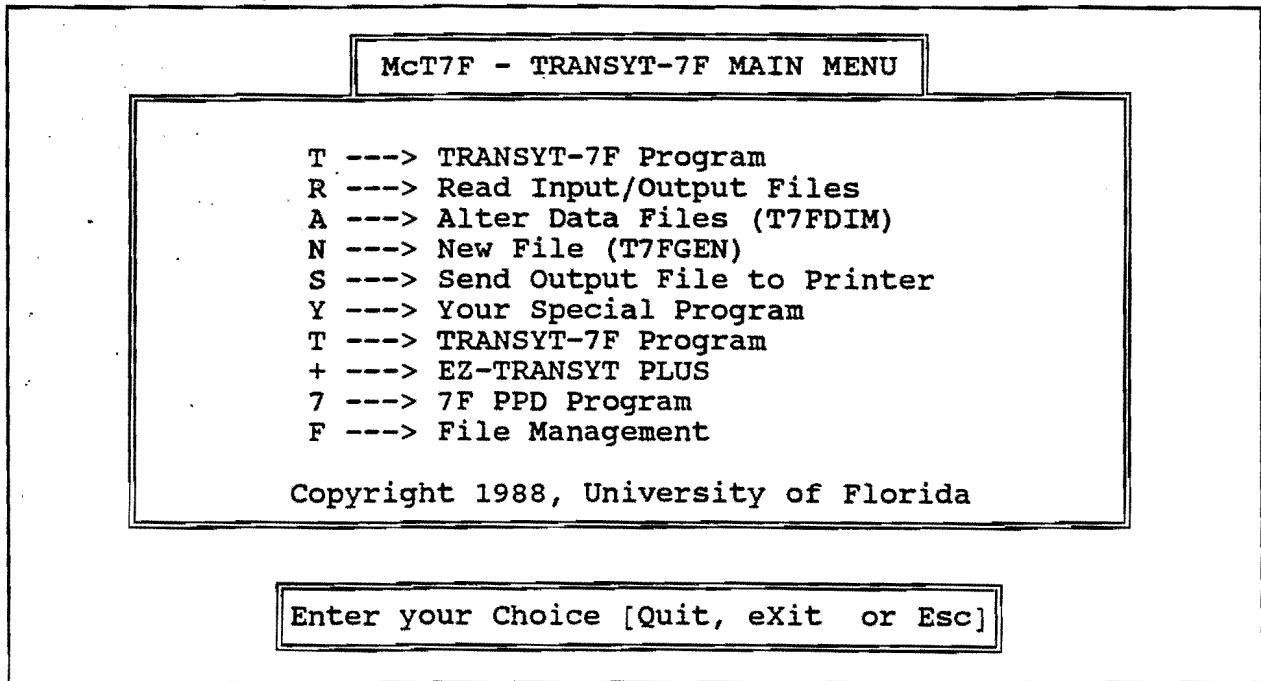 McT7F - TRANSYT-7F MAIN MENU
T ---> TRANSYT-7F Program
R ---> Read Input/Output Files
A ---> Alter Data Files (T7FDIM)
N ---> New File (T7FGEN)
S ---> Send Output File to Printer
Y ---> Your Special Program
T ---> TRANSYT-7F Program
+ ---> EZ-TRANSYT PLUS
7 ---> 7F PPD Program
F ---> File Management
Copyright 1988, University of Florida
Enter your Choice [Quit, eXit  or Esc]